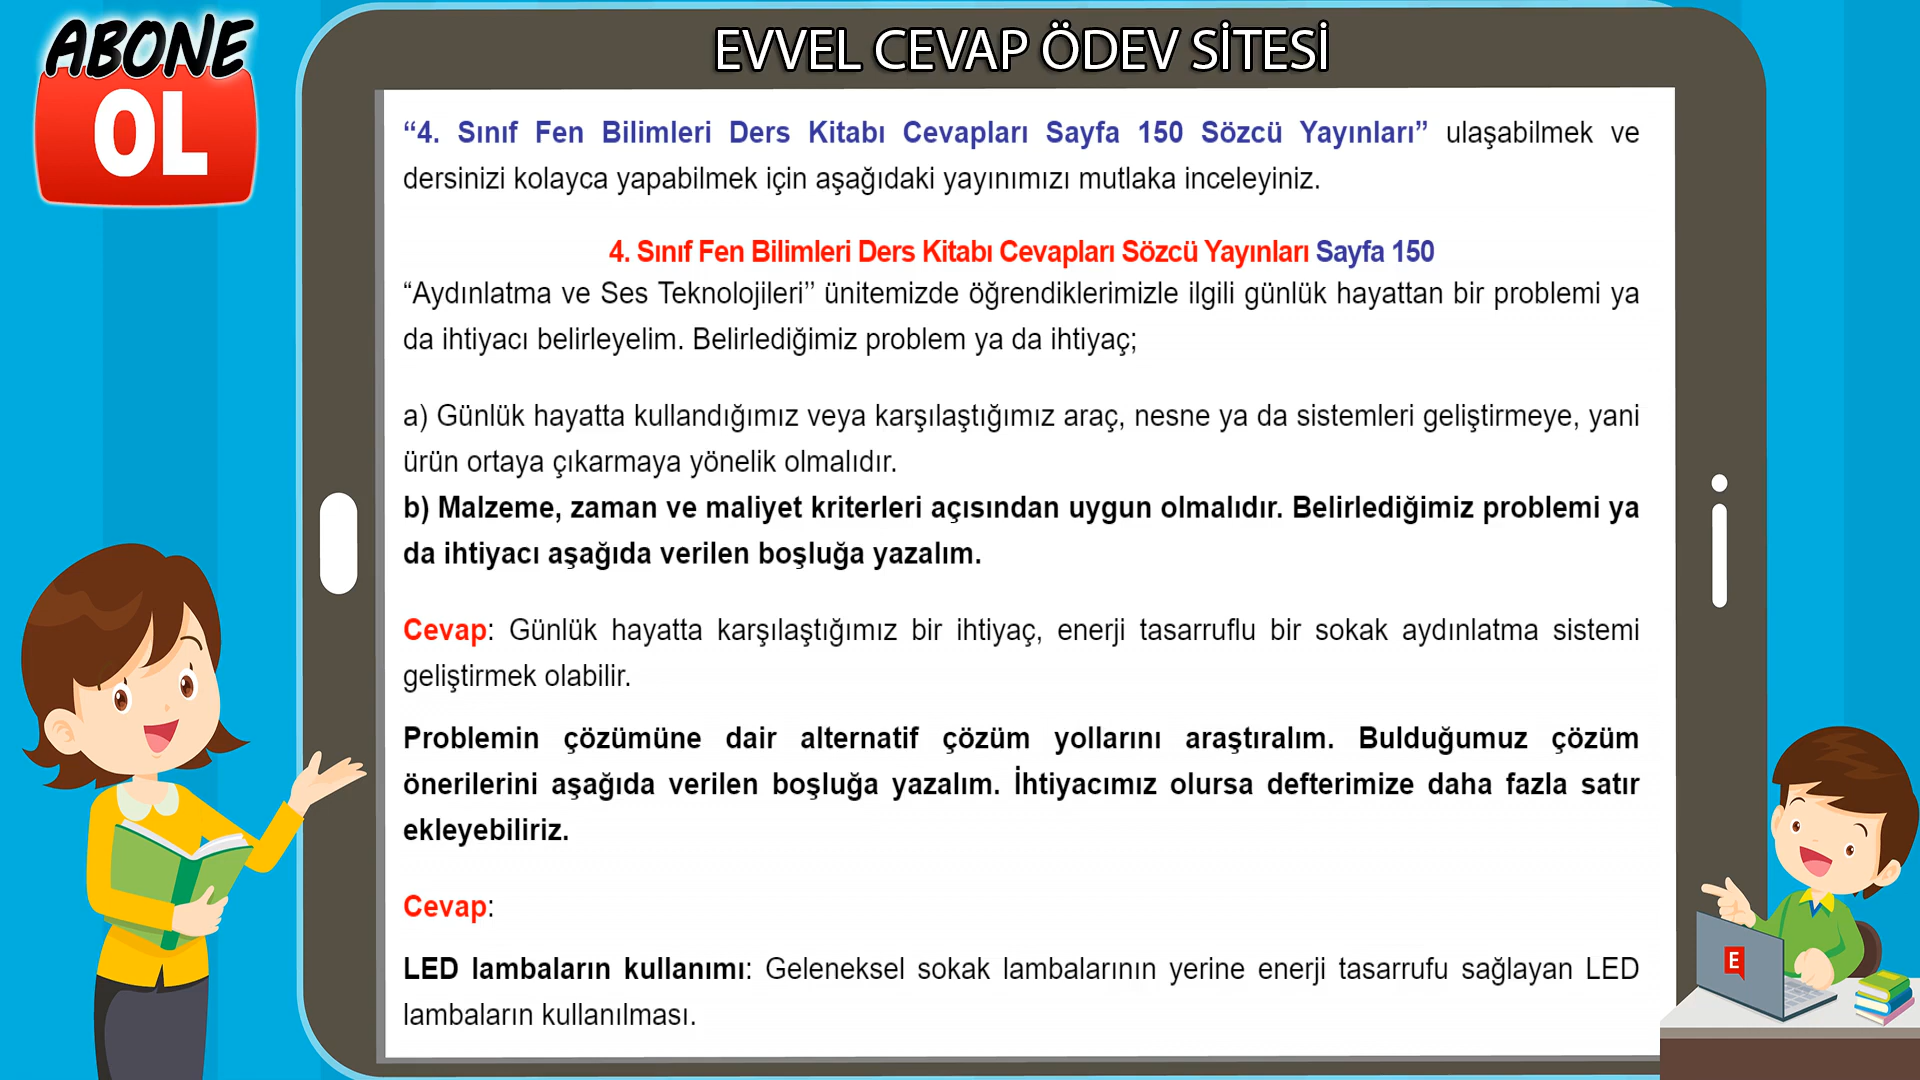 ABONE
OL
EVVEL CEVAP ÖDEV SİTESİ
“4. Sınıf Fen Bilimleri Ders Kitabı Cevapları Sayfa 150 Sözcü Yayınları” ulaşabilmek ve
dersinizi kolayca yapabilmek için aşağıdaki yayınımızı mutlaka inceleyiniz.
4. Sınıf Fen Bilimleri Ders Kitabı Cevapları Sözcü Yayınları Sayfa 150
“Aydınlatma ve Ses Teknolojileri’’ ünitemizde öğrendiklerimizle ilgili günlük hayattan bir problemi ya
da ihtiyacı belirleyelim. Belirlediğimiz problem ya da ihtiyaç;
a) Günlük hayatta kullandığımız veya karşılaştığımız araç, nesne ya da sistemleri geliştirmeye, yani
ürün ortaya çıkarmaya yönelik olmalıdır.
b) Malzeme, zaman ve maliyet kriterleri açısından uygun olmalıdır. Belirlediğimiz problemi ya
da ihtiyacı aşağıda verilen boşluğa yazalım.
Cevap: Günlük hayatta karşılaştığımız bir ihtiyaç, enerji tasarruflu bir sokak aydınlatma sistemi
geliştirmek olabilir.
Problemin çözümüne dair alternatif çözüm yollarını araştıralım. Bulduğumuz çözüm
önerilerini aşağıda verilen boşluğa yazalım. İhtiyacımız olursa defterimize daha fazla satır
ekleyebiliriz.
Cevap:
LED lambaların kullanımı: Geleneksel sokak lambalarının yerine enerji tasarrufu sağlayan LED
lambaların kullanılması.
E